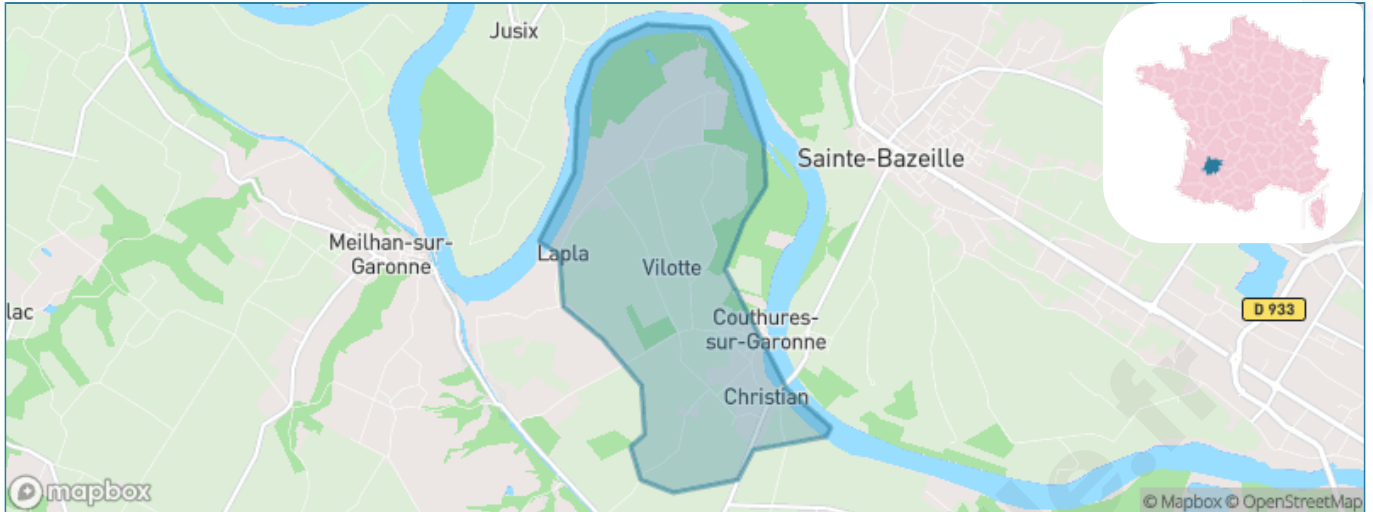 Jusix
Sainte-Bazeille
Meilhan-sur-
Garonne
Lapla
Vilotte
lac
Couthures-
sur-Garonne
D 933
Christian
mapbox
© Mapbox © OpenStreetMap